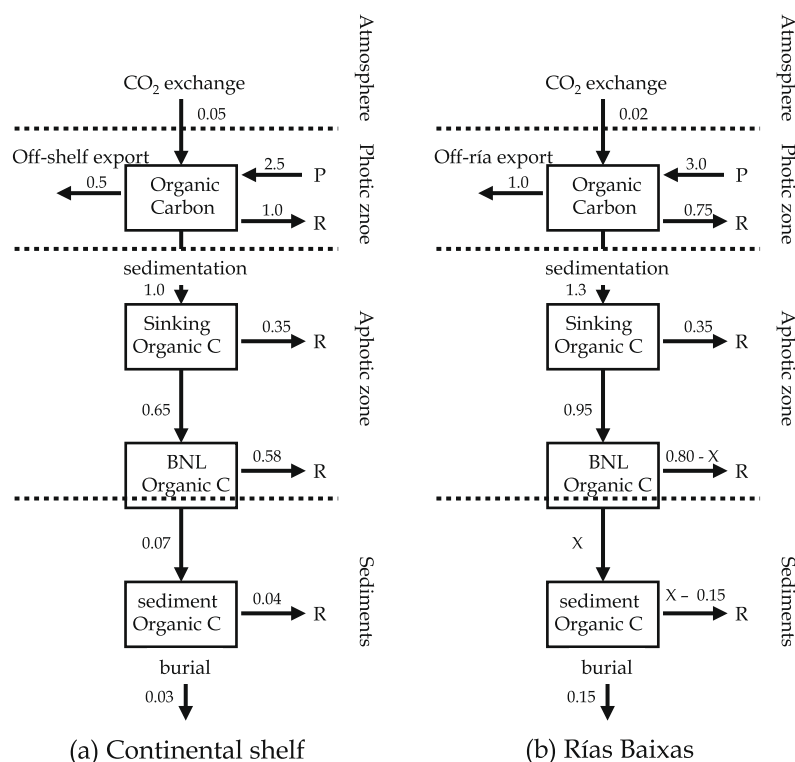 CO₂ exchange
0.05
Atmosphere
Off-shelf export
0.5
Organic
Carbon
2.5
P
1.0
R
Photic znoe
sedimentation
1.0
Sinking
Organic C
0.35
R
Aphotic zone
0.65
BNL
Organic C
0.58
R
0.07
sediment
Organic C
0.04
R
Sediments
burial
0.03
(a) Continental shelf
CO₂ exchange
0.02
Atmosphere
Off-ría export
1.0
Organic
Carbon
3.0
P
0.75
R
Photic zone
sedimentation
1.3
Sinking
Organic C
0.35
R
Aphotic zone
0.95
BNL
Organic C
0.80 - X
R
X
sediment
Organic C
X – 0.15
R
Sediments
burial
0.15
(b) Rías Baixas